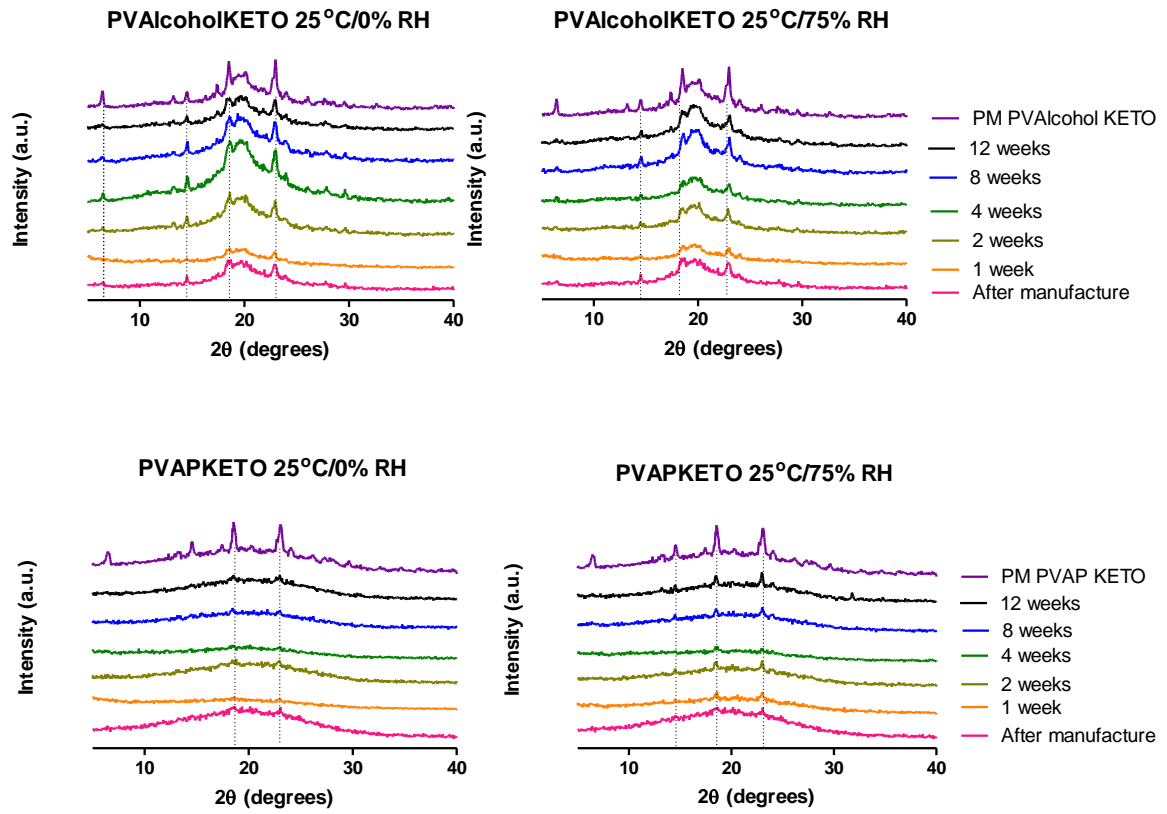 PVAlcoholKETO 25°C/0% RH
PVAlcoholKETO 25°C/75% RH
Intensity (a.u.)
10 20 30 40
2θ (degrees)
Intensity (a.u.)
10 20 30 40
2θ (degrees)
PM PVAlcohol KETO
12 weeks
8 weeks
4 weeks
2 weeks
1 week
After manufacture
PVAPKETO 25°C/0% RH
PVAPKETO 25°C/75% RH
Intensity (a.u.)
10 20 30 40
2θ (degrees)
Intensity (a.u.)
10 20 30 40
2θ (degrees)
PM PVAP KETO
12 weeks
8 weeks
4 weeks
2 weeks
1 week
After manufacture